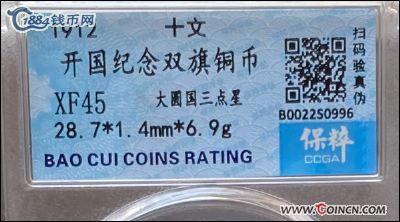 1884钱币网
1912 十文
开国纪念双旗铜币
XF45 大圆国三点星
28.7*1.4mm*6.9g
BAO CUI COINS RATING
扫码验真伪
B0022S0996
保粹
CCGA
www.COINCN.com